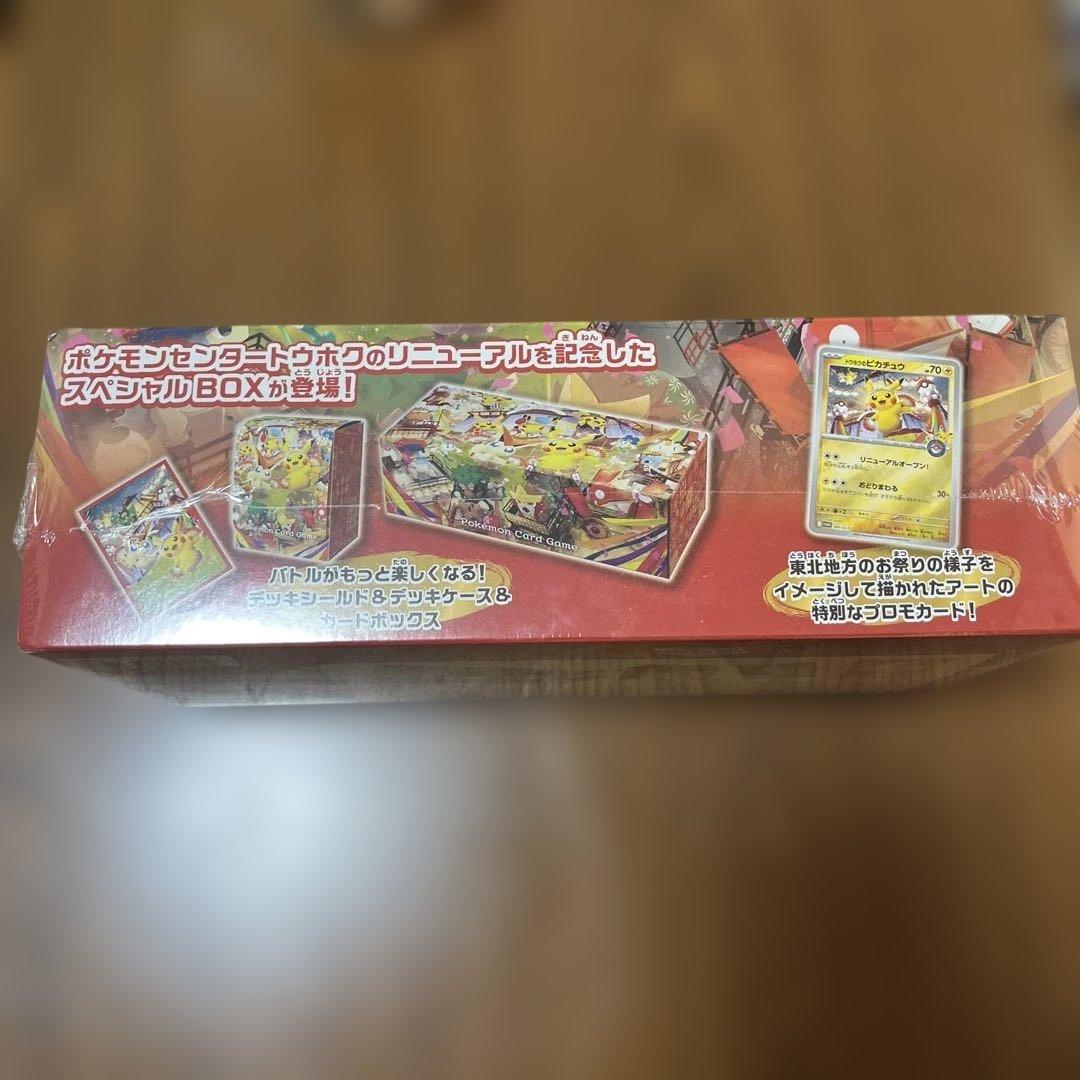 ポケモンセンタートウホクのリニューアルを記念した
スペシャルBOXが登場！
Pokémon Card Game
Pokémon Card Game
バトルがもっと楽しくなる！
デッキシールド&デッキケース&
カードボックス
トウホクのピカチュウ
HP70
リニューアルオープン！
おどりまわる
30+
東北地方のお祭りの様子を
イメージして描かれたアートの
特別なプロモカード！